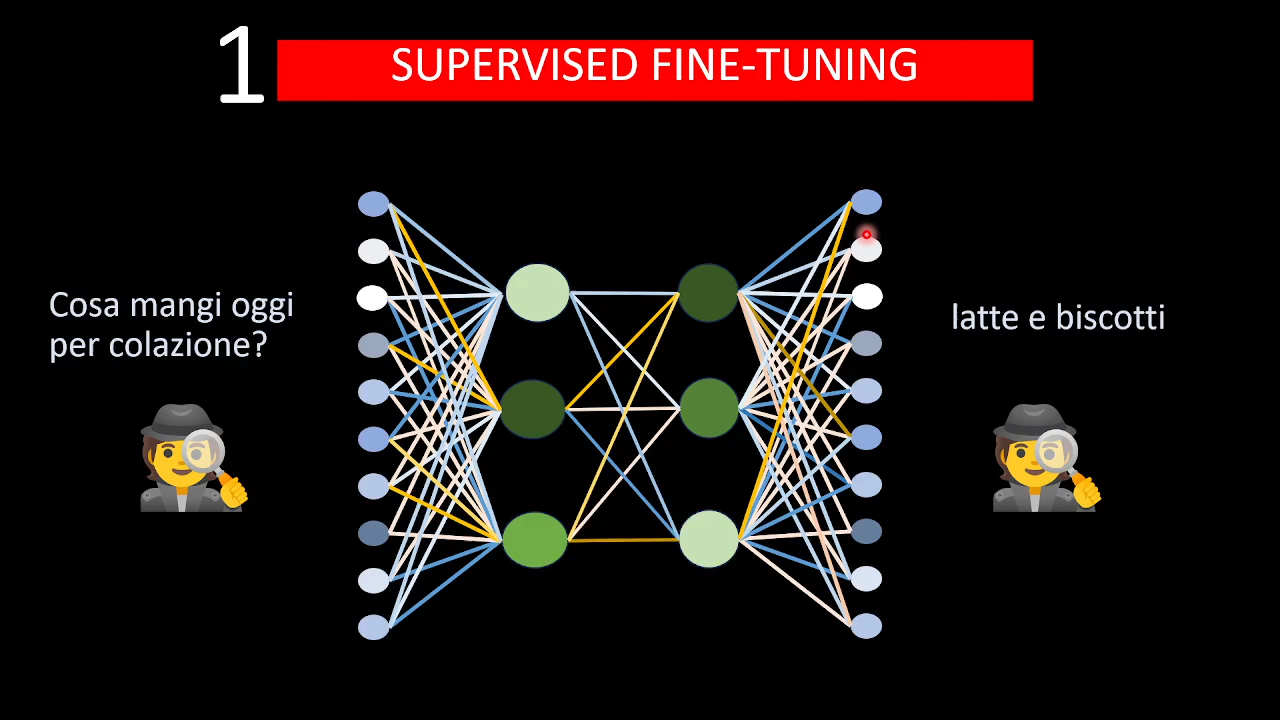 1
SUPERVISED FINE-TUNING
Cosa mangi oggi
per colazione?
latte e biscotti